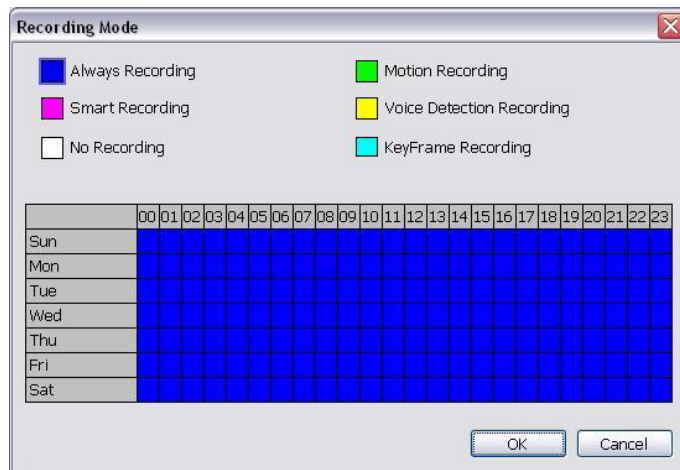 Recording Mode
Always Recording
Motion Recording
Smart Recording
Voice Detection Recording
No Recording
KeyFrame Recording
00 01 02 03 04 05 06 07 08 09 10 11 12 13 14 15 16 17 18 19 20 21 22 23
Sun
Mon
Tue
Wed
Thu
Fri
Sat
OK
Cancel